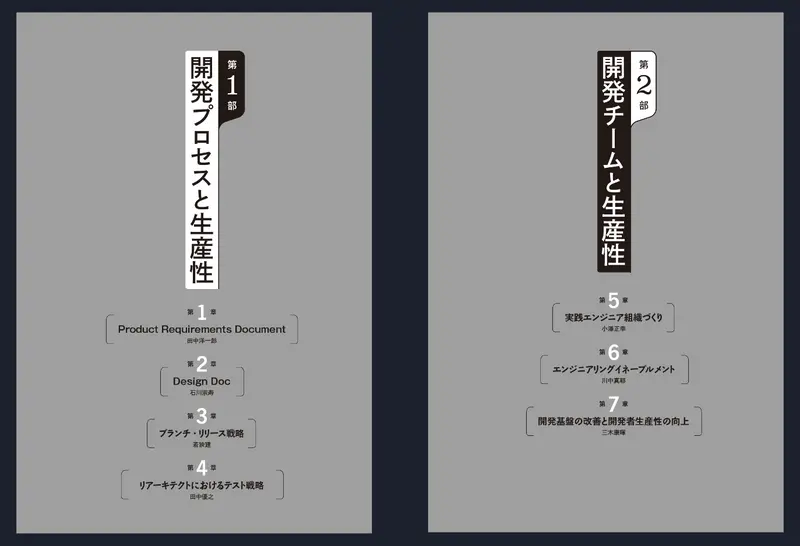 第1部
開発プロセスと生産性
第1章
Product Requirements Document
田中洋一郎
第2章
Design Doc
石川宗寿
第3章
ブランチ・リリース戦略
若狭建
第4章
リアーキテクトにおけるテスト戦略
田中優之
第2部
開発チームと生産性
第5章
実践エンジニア組織づくり
小澤正幸
第6章
エンジニアリングイネーブルメント
川中真耶
第7章
開発基盤の改善と開発者生産性の向上
三木康暉